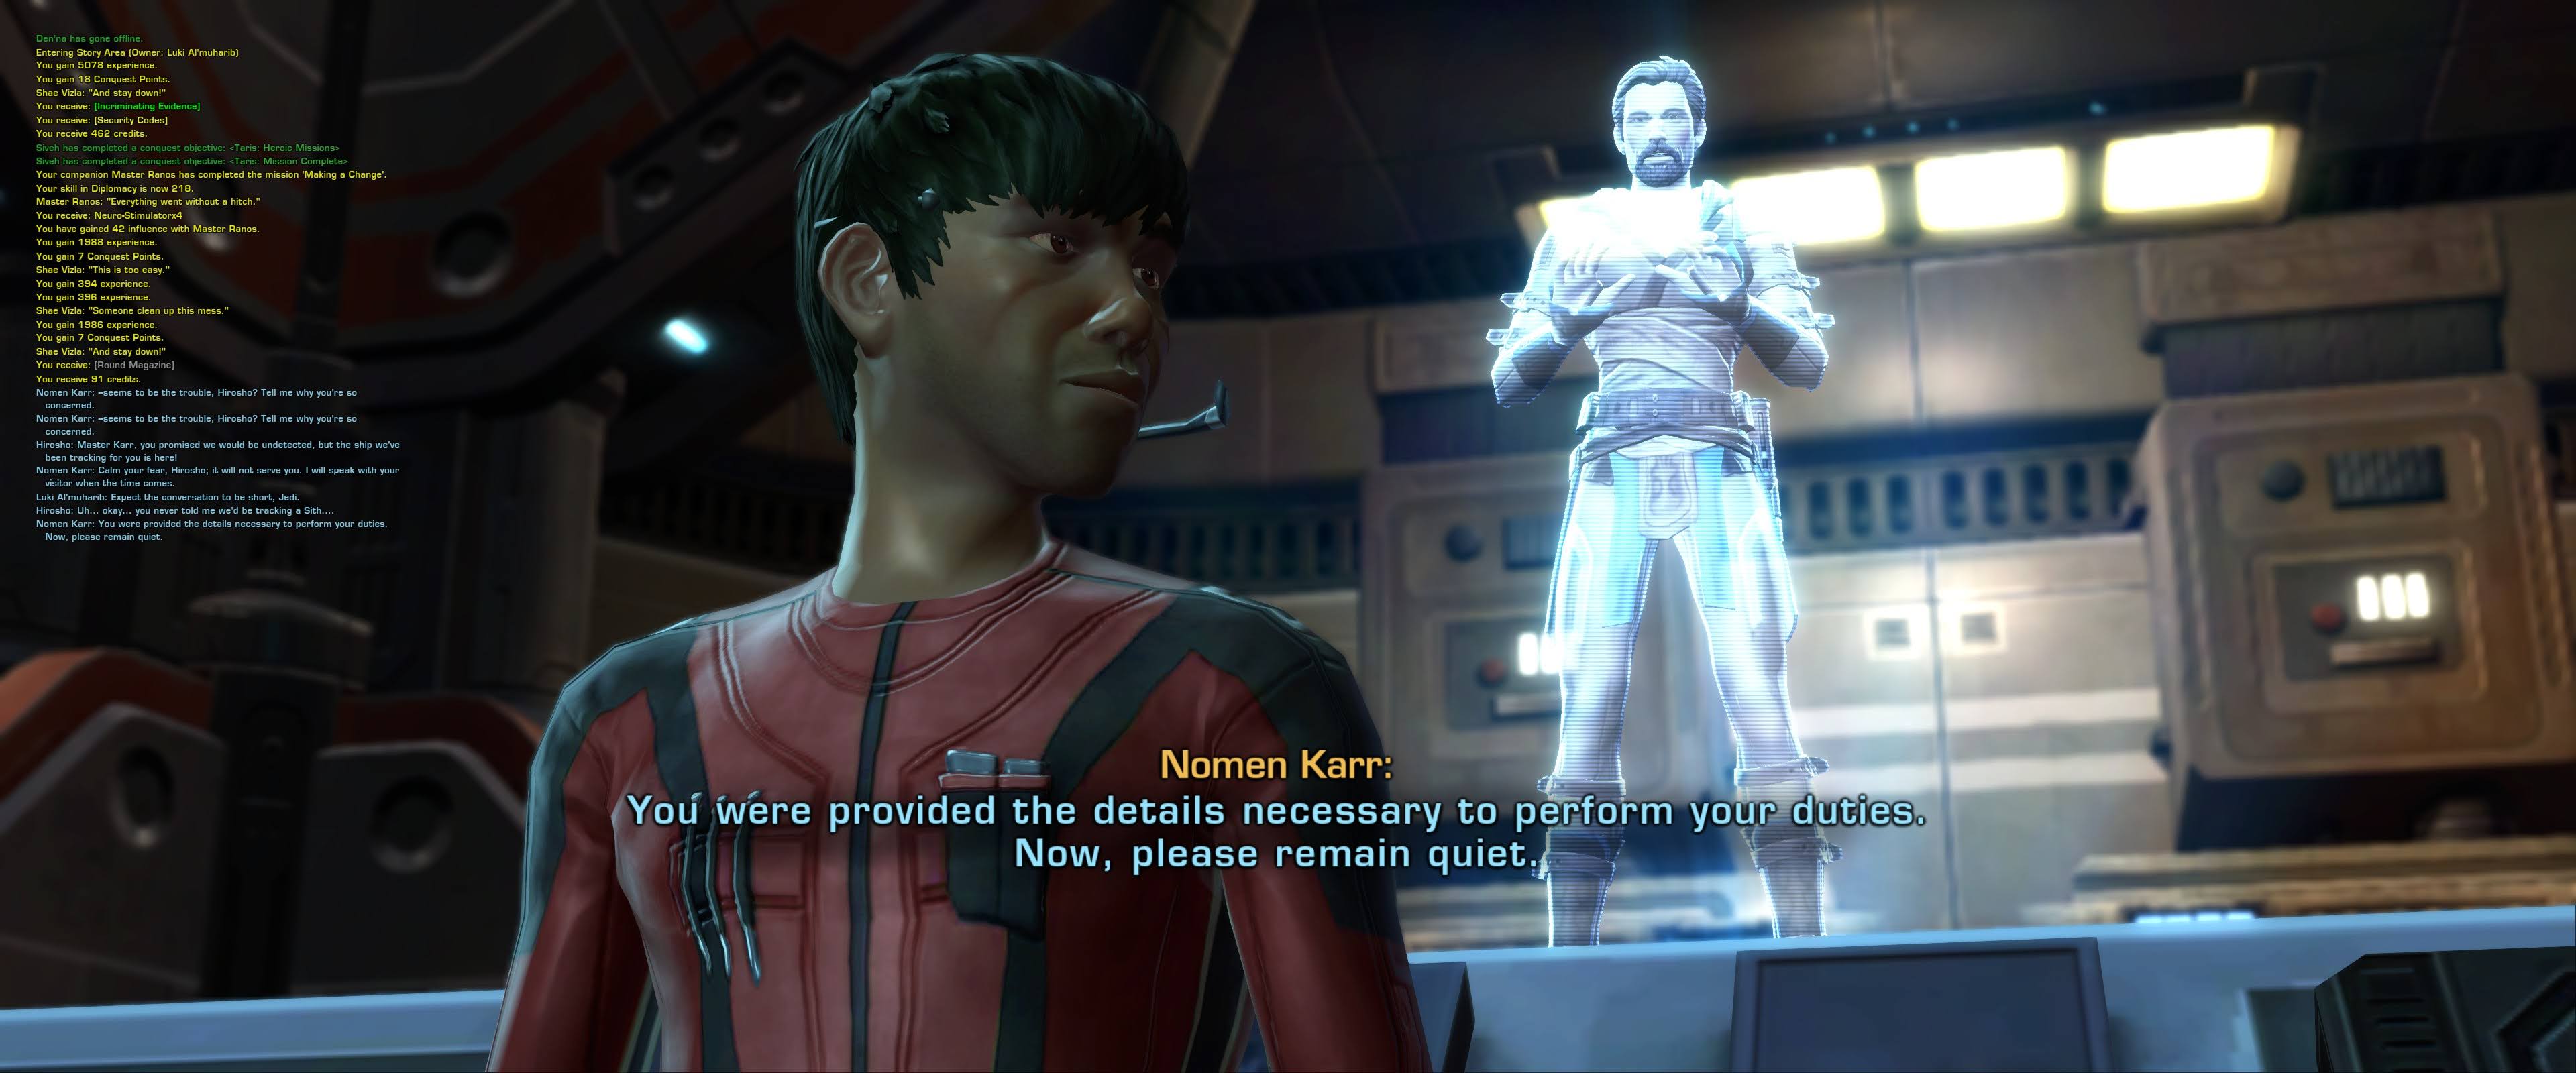 Den'na has gone offline.
Entering Story Area (Owner: Luki Al'muharib)
You gain 5078 experience.
You gain 18 Conquest Points.
Shae Vizla: "And stay down!"
You receive: [Incriminating Evidence]
You receive: [Security Codes]
You receive 462 credits.
Siveh has completed a conquest objective: <Taris: Heroic Missions>
Siveh has completed a conquest objective: <Taris: Mission Complete>
Your companion Master Ranos has completed the mission 'Making a Change'.
Your skill in Diplomacy is now 218.
Master Ranos: "Everything went without a hitch."
You receive: Neuro-Stimulatorx4
You have gained 42 influence with Master Ranos.
You gain 1988 experience.
You gain 7 Conquest Points.
Shae Vizla: "This is too easy."
You gain 394 experience.
You gain 396 experience.
Shae Vizla: "Someone clean up this mess."
You gain 1986 experience.
You gain 7 Conquest Points.
Shae Vizla: "And stay down!"
You receive: [Round Magazine]
You receive 91 credits.
Nomen Karr: –seems to be the trouble, Hirosho? Tell me why you're so
concerned.
Nomen Karr: –seems to be the trouble, Hirosho? Tell me why you're so
concerned.
Hirosho: Master Karr, you promised we would be undetected, but the ship we've
been tracking for you is here!
Nomen Karr: Calm your fear, Hirosho; it will not serve you. I will speak with your
visitor when the time comes.
Luki Al'muharib: Expect the conversation to be short, Jedi.
Hirosho: Uh... okay... you never told me we'd be tracking a Sith....
Nomen Karr: You were provided the details necessary to perform your duties.
Now, please remain quiet.
Nomen Karr:
You were provided the details necessary to perform your duties.
Now, please remain quiet.